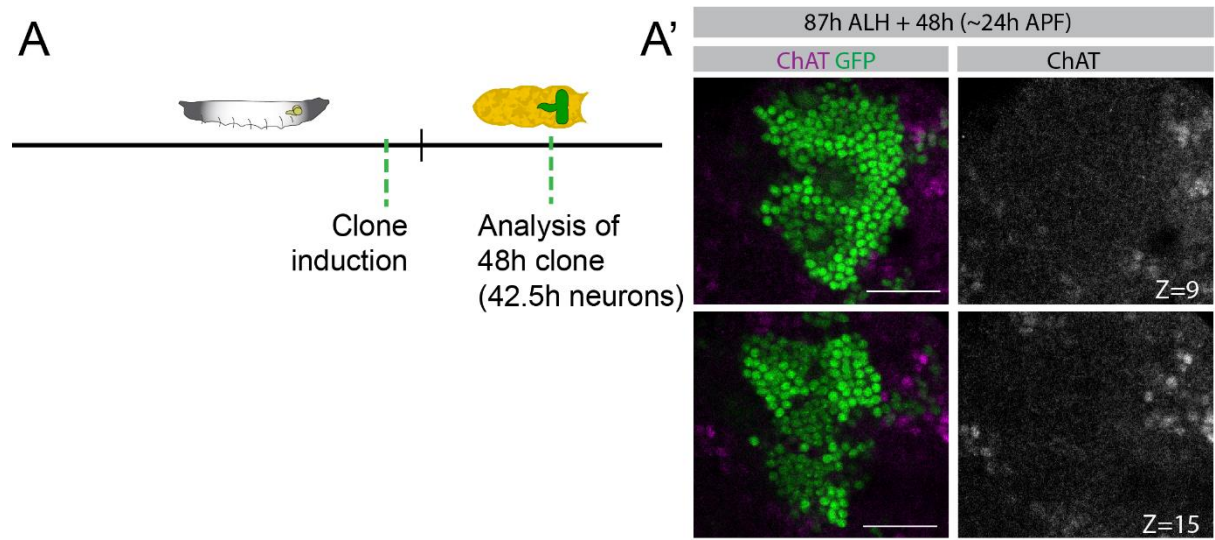 A
Clone
induction
Analysis of
48h clone
(42.5h neurons)
A’
87h ALH + 48h (~24h APF)
ChAT GFP
ChAT
Z=9
Z=15